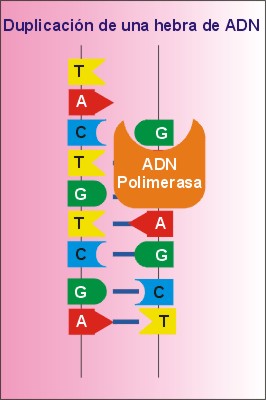 Duplicación de una hebra de ADN
T
A
C G
T ADN
Polimerasa
G
T A
C G
G C
A T